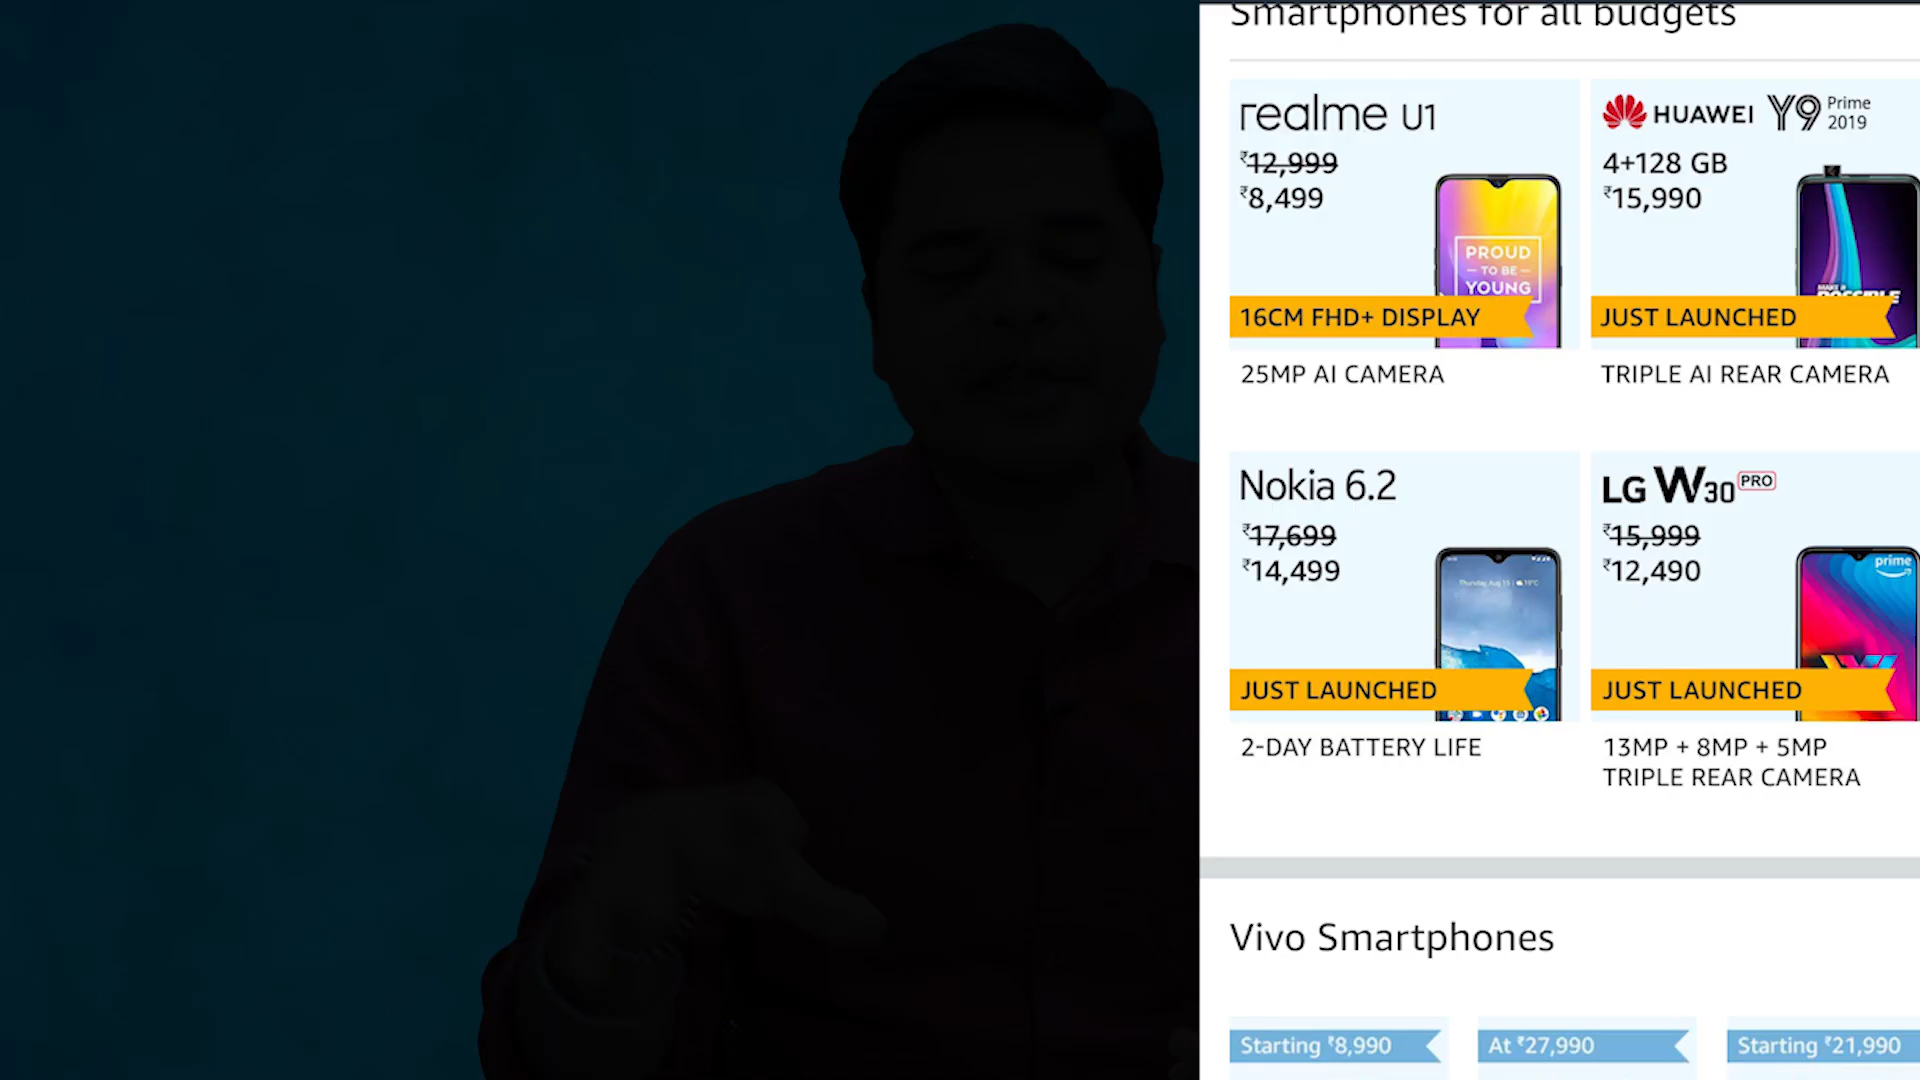 Smartphones for all budgets
realme U1
₹12,999
₹8,499
PROUD
TO BE
YOUNG
16CM FHD+ DISPLAY
25MP AI CAMERA
HUAWEI Y9 Prime 2019
4+128 GB
₹15,990
JUST LAUNCHED
TRIPLE AI REAR CAMERA
Nokia 6.2
₹17,699
₹14,499
JUST LAUNCHED
2-DAY BATTERY LIFE
LG W30 PRO
₹15,999
₹12,490
prime
JUST LAUNCHED
13MP + 8MP + 5MP
TRIPLE REAR CAMERA
Vivo Smartphones
Starting ₹8,990
At ₹27,990
Starting ₹21,990